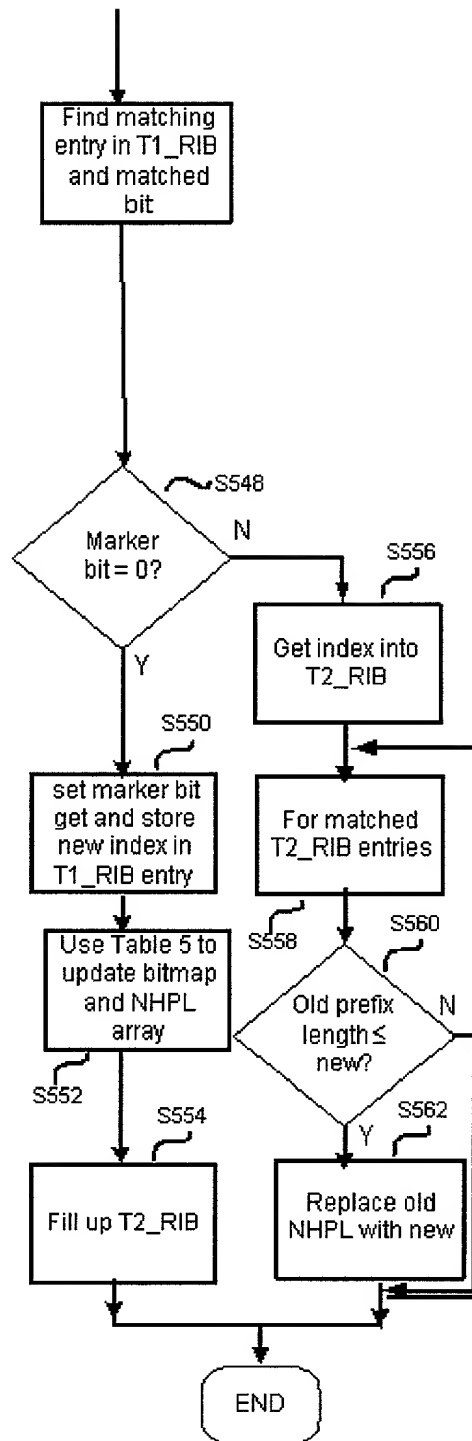 Find matching
entry in T1_RIB
and matched
bit
S548
Marker
bit = 0?
N
Y
S556
Get index into
T2_RIB
S550
set marker bit
get and store
new index in
T1_RIB entry
For matched
T2_RIB entries
S558
S560
Use Table 5 to
update bitmap
and NHPL
array
S552
Old prefix
length ≤
new?
N
Y
S554
Fill up T2_RIB
S562
Replace old
NHPL with new
END